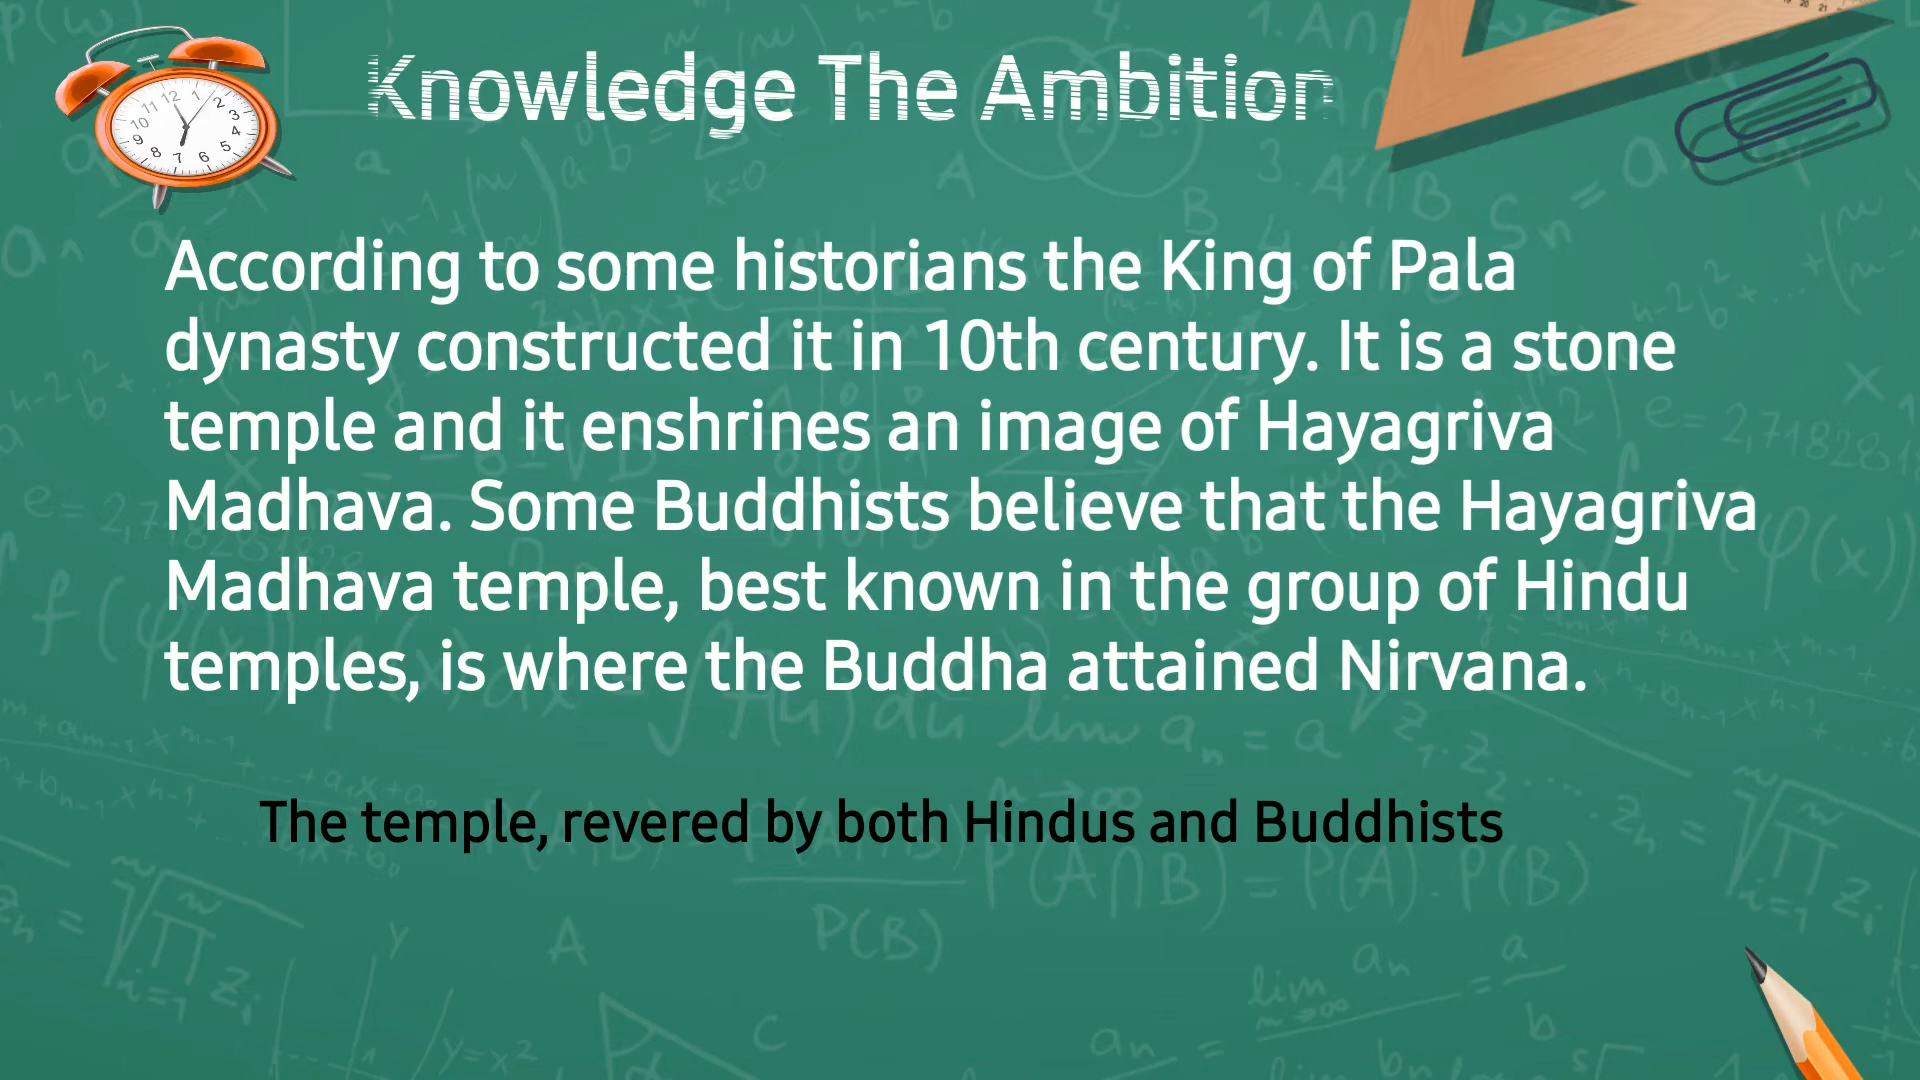 Knowledge The Ambition
According to some historians the King of Pala
dynasty constructed it in 10th century. It is a stone
temple and it enshrines an image of Hayagriva
Madhava. Some Buddhists believe that the Hayagriva
Madhava temple, best known in the group of Hindu
temples, is where the Buddha attained Nirvana.
The temple, revered by both Hindus and Buddhists